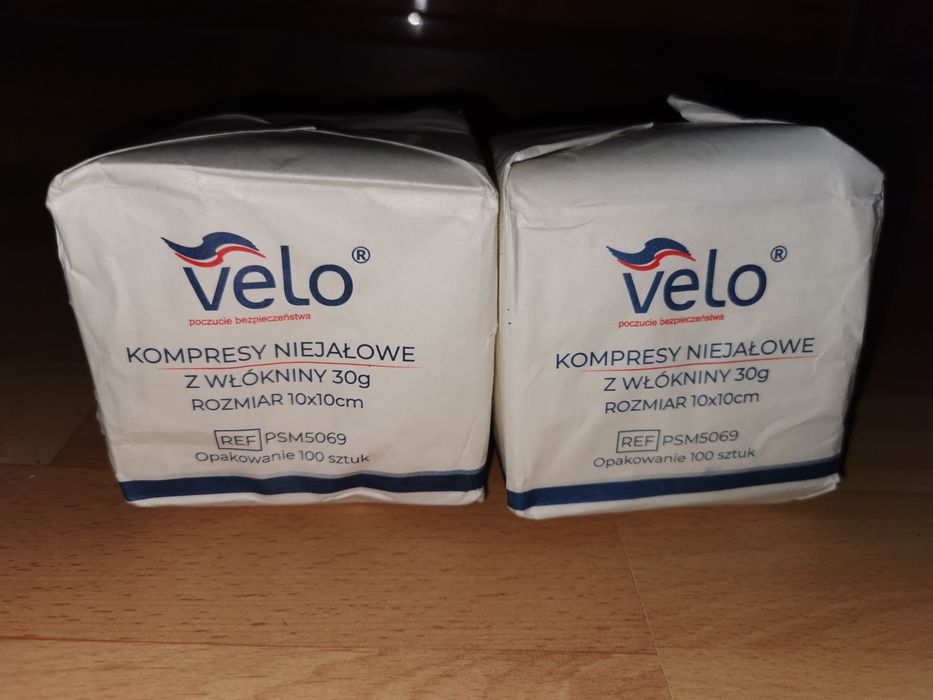 velo®
poczucie bezpieczeństwa
KOMPRESY NIEJAŁOWE
Z WŁÓKNINY 30g
ROZMIAR 10x10cm
REF PSM5069
Opakowanie 100 sztuk
velo®
poczucie bezpieczeństwa
KOMPRESY NIEJAŁOWE
Z WŁÓKNINY 30g
ROZMIAR 10x10cm
REF PSM5069
Opakowanie 100 sztuk